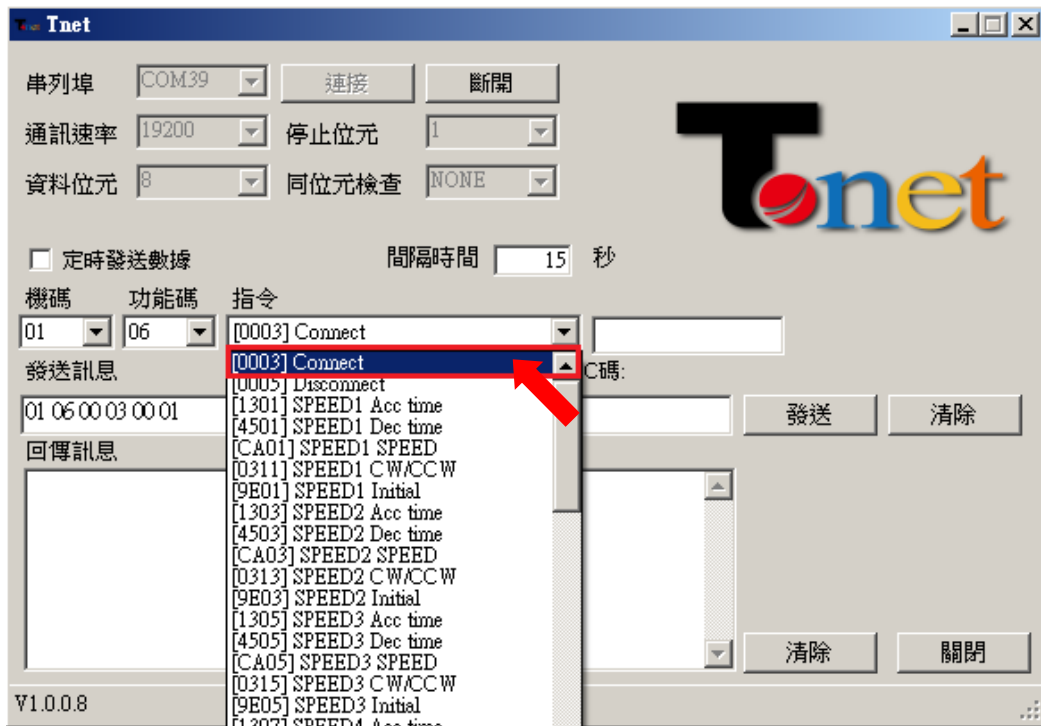 Tnet
串列埠 COM39 連接 斷開
通訊速率 19200 停止位元 1
資料位元 8 同位元檢查 NONE
Tonet
定時發送數據 間隔時間 15 秒
機碼 功能碼 指令
01 06 [0003] Connect
[0003] Connect
發送訊息 C碼:
[0005] Disconnect
[1301] SPEED1 Acc time
01 06 00 03 00 01 發送 清除
[4501] SPEED1 Dec time
[CA01] SPEED1 SPEED
回傳訊息
[0311] SPEED1 CW/CCW
[9E01] SPEED1 Initial
[1303] SPEED2 Acc time
[4503] SPEED2 Dec time
[CA03] SPEED2 SPEED
[0313] SPEED2 CW/CCW
[9E03] SPEED2 Initial
[1305] SPEED3 Acc time
[4505] SPEED3 Dec time
[CA05] SPEED3 SPEED
清除 關閉
[0315] SPEED3 CW/CCW
[9E05] SPEED3 Initial
[1307] SPEED4 Acc time
V1.0.0.8